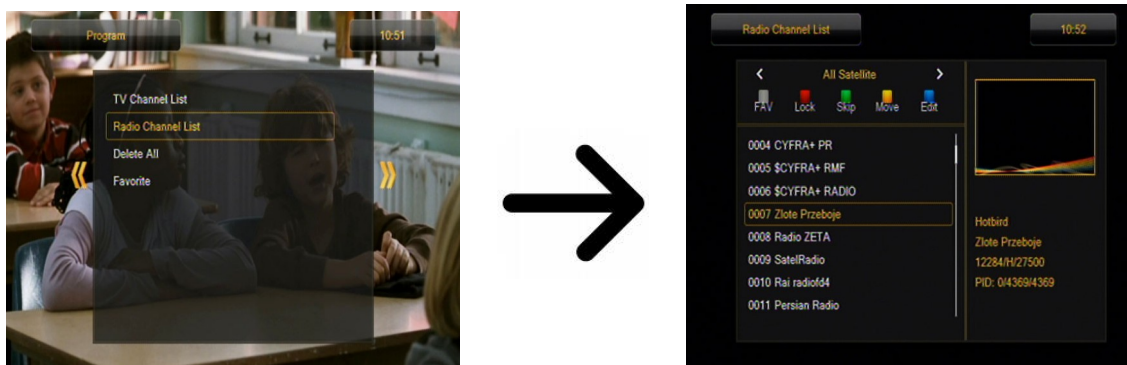 Program
10:51
TV Channel List
Radio Channel List
Delete All
Favorite
Radio Channel List
10:52
All Satellite
FAV Lock Skip Move Edit
0004 CYFRA+ PR
0005 $CYFRA+ RMF
0006 $CYFRA+ RADIO
0007 Zlote Przeboje
0008 Radio ZETA
0009 SatelRadio
0010 Rai radiofd4
0011 Persian Radio
Hotbird
Zlote Przeboje
12284/H/27500
PID: 0/4369/4369